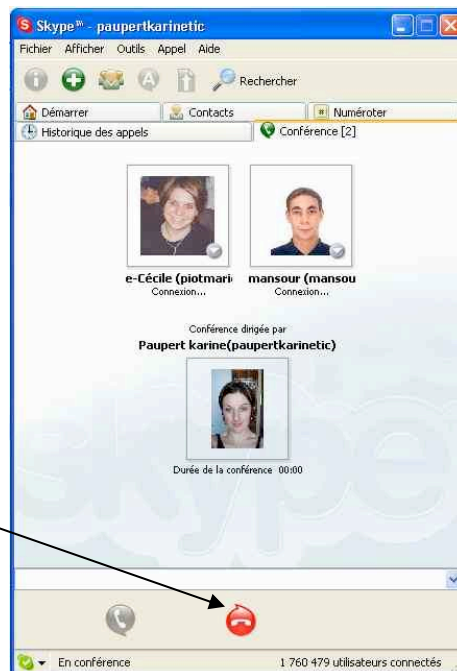 Skype™ - paupertkarinetic
Fichier Afficher Outils Appel Aide
Rechercher
Démarrer Contacts Numéroter
Historique des appels Conférence [2]
e-Cécile (piotmari mansour (mansou
Connexion... Connexion...
Conférence dirigée par
Paupert karine(paupertkarinetic)
Durée de la conférence 00:00
skype
En conférence 1 760 479 utilisateurs connectés